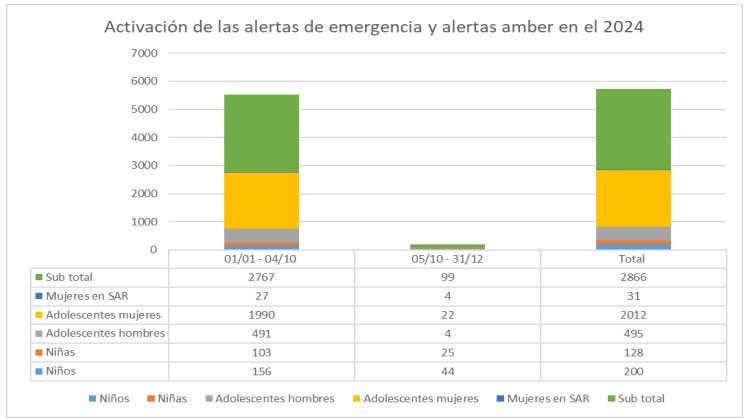 Activación de las alertas de emergencia y alertas amber en el 2024
7000
6000
5000
4000
3000
2000
1000
0
01/01 - 04/10 05/10 - 31/12 Total
Sub total 2767 99 2866
Mujeres en SAR 27 4 31
Adolescentes mujeres 1990 22 2012
Adolescentes hombres 491 4 495
Niñas 103 25 128
Niños 156 44 200
Niños Niñas Adolescentes hombres Adolescentes mujeres Mujeres en SAR Sub total